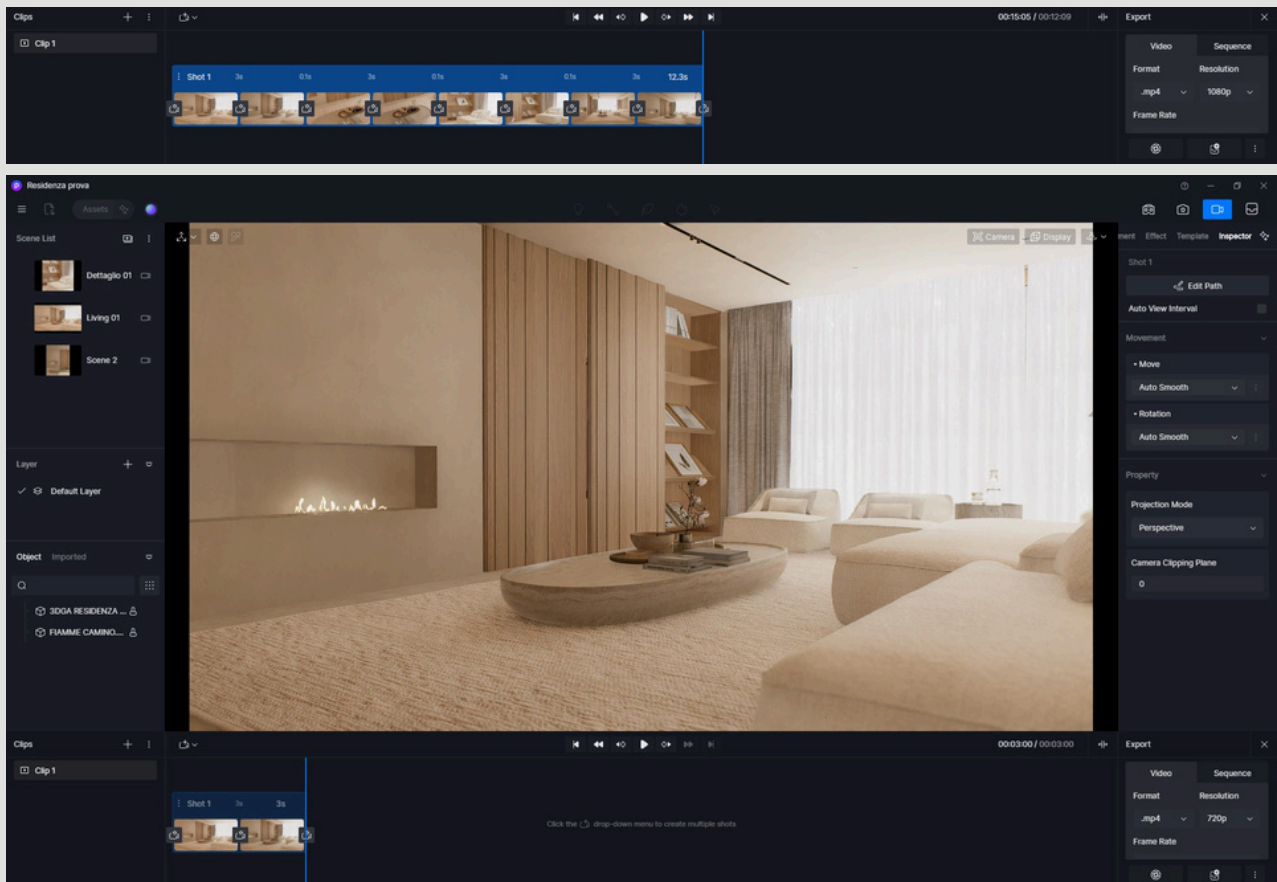 Clips
00:15:05 / 00:12:09
Export
Clip 1
Video Sequence
Format Resolution
.mp4 1080p
Frame Rate
Shot 1 3s 0.1s 3s 0.1s 3s 0.1s 3s 12.3s
Residenza prova
Assets
Scene List
Camera Display
ment Effect Template Inspector
Dettaglio 01
Living 01
Scene 2
Shot 1
Edit Path
Auto View Interval
Movement
Move
Auto Smooth
Rotation
Auto Smooth
Layer
Default Layer
Property
Projection Mode
Perspective
Camera Clipping Plane
0
Object Imported
3DGA RESIDENZA ...
FIAMME CAMINO....
Clips
00:03:00 / 00:03:00
Export
Clip 1
Video Sequence
Format Resolution
.mp4 720p
Frame Rate
Shot 1 3s 3s
Click the drop-down menu to create multiple shots